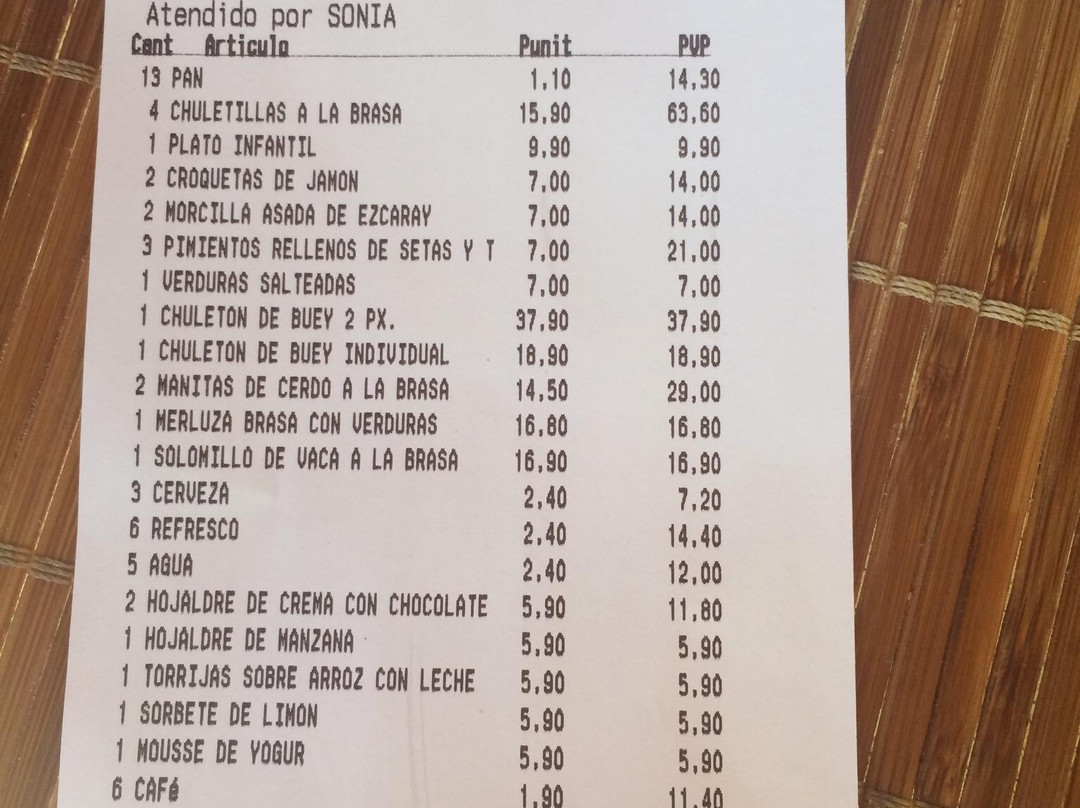 Atendido por SONIA
Cant Articulo Punit PVP
13 PAN 1,10 14,30
4 CHULETILLAS A LA BRASA 15,90 63,60
1 PLATO INFANTIL 9,90 9,90
2 CROQUETAS DE JAMON 7,00 14,00
2 MORCILLA ASADA DE EZCARAY 7,00 14,00
3 PIMIENTOS RELLENOS DE SETAS Y T 7,00 21,00
1 VERDURAS SALTEADAS 7,00 7,00
1 CHULETON DE BUEY 2 PX. 37,90 37,90
1 CHULETON DE BUEY INDIVIDUAL 18,90 18,90
2 MANITAS DE CERDO A LA BRASA 14,50 29,00
1 MERLUZA BRASA CON VERDURAS 16,80 16,80
1 SOLOMILLO DE VACA A LA BRASA 16,90 16,90
3 CERVEZA 2,40 7,20
6 REFRESCO 2,40 14,40
5 AGUA 2,40 12,00
2 HOJALDRE DE CREMA CON CHOCOLATE 5,90 11,80
1 HOJALDRE DE MANZANA 5,90 5,90
1 TORRIJAS SOBRE ARROZ CON LECHE 5,90 5,90
1 SORBETE DE LIMON 5,90 5,90
1 MOUSSE DE YOGUR 5,90 5,90
6 CAFé 1,90 11,40